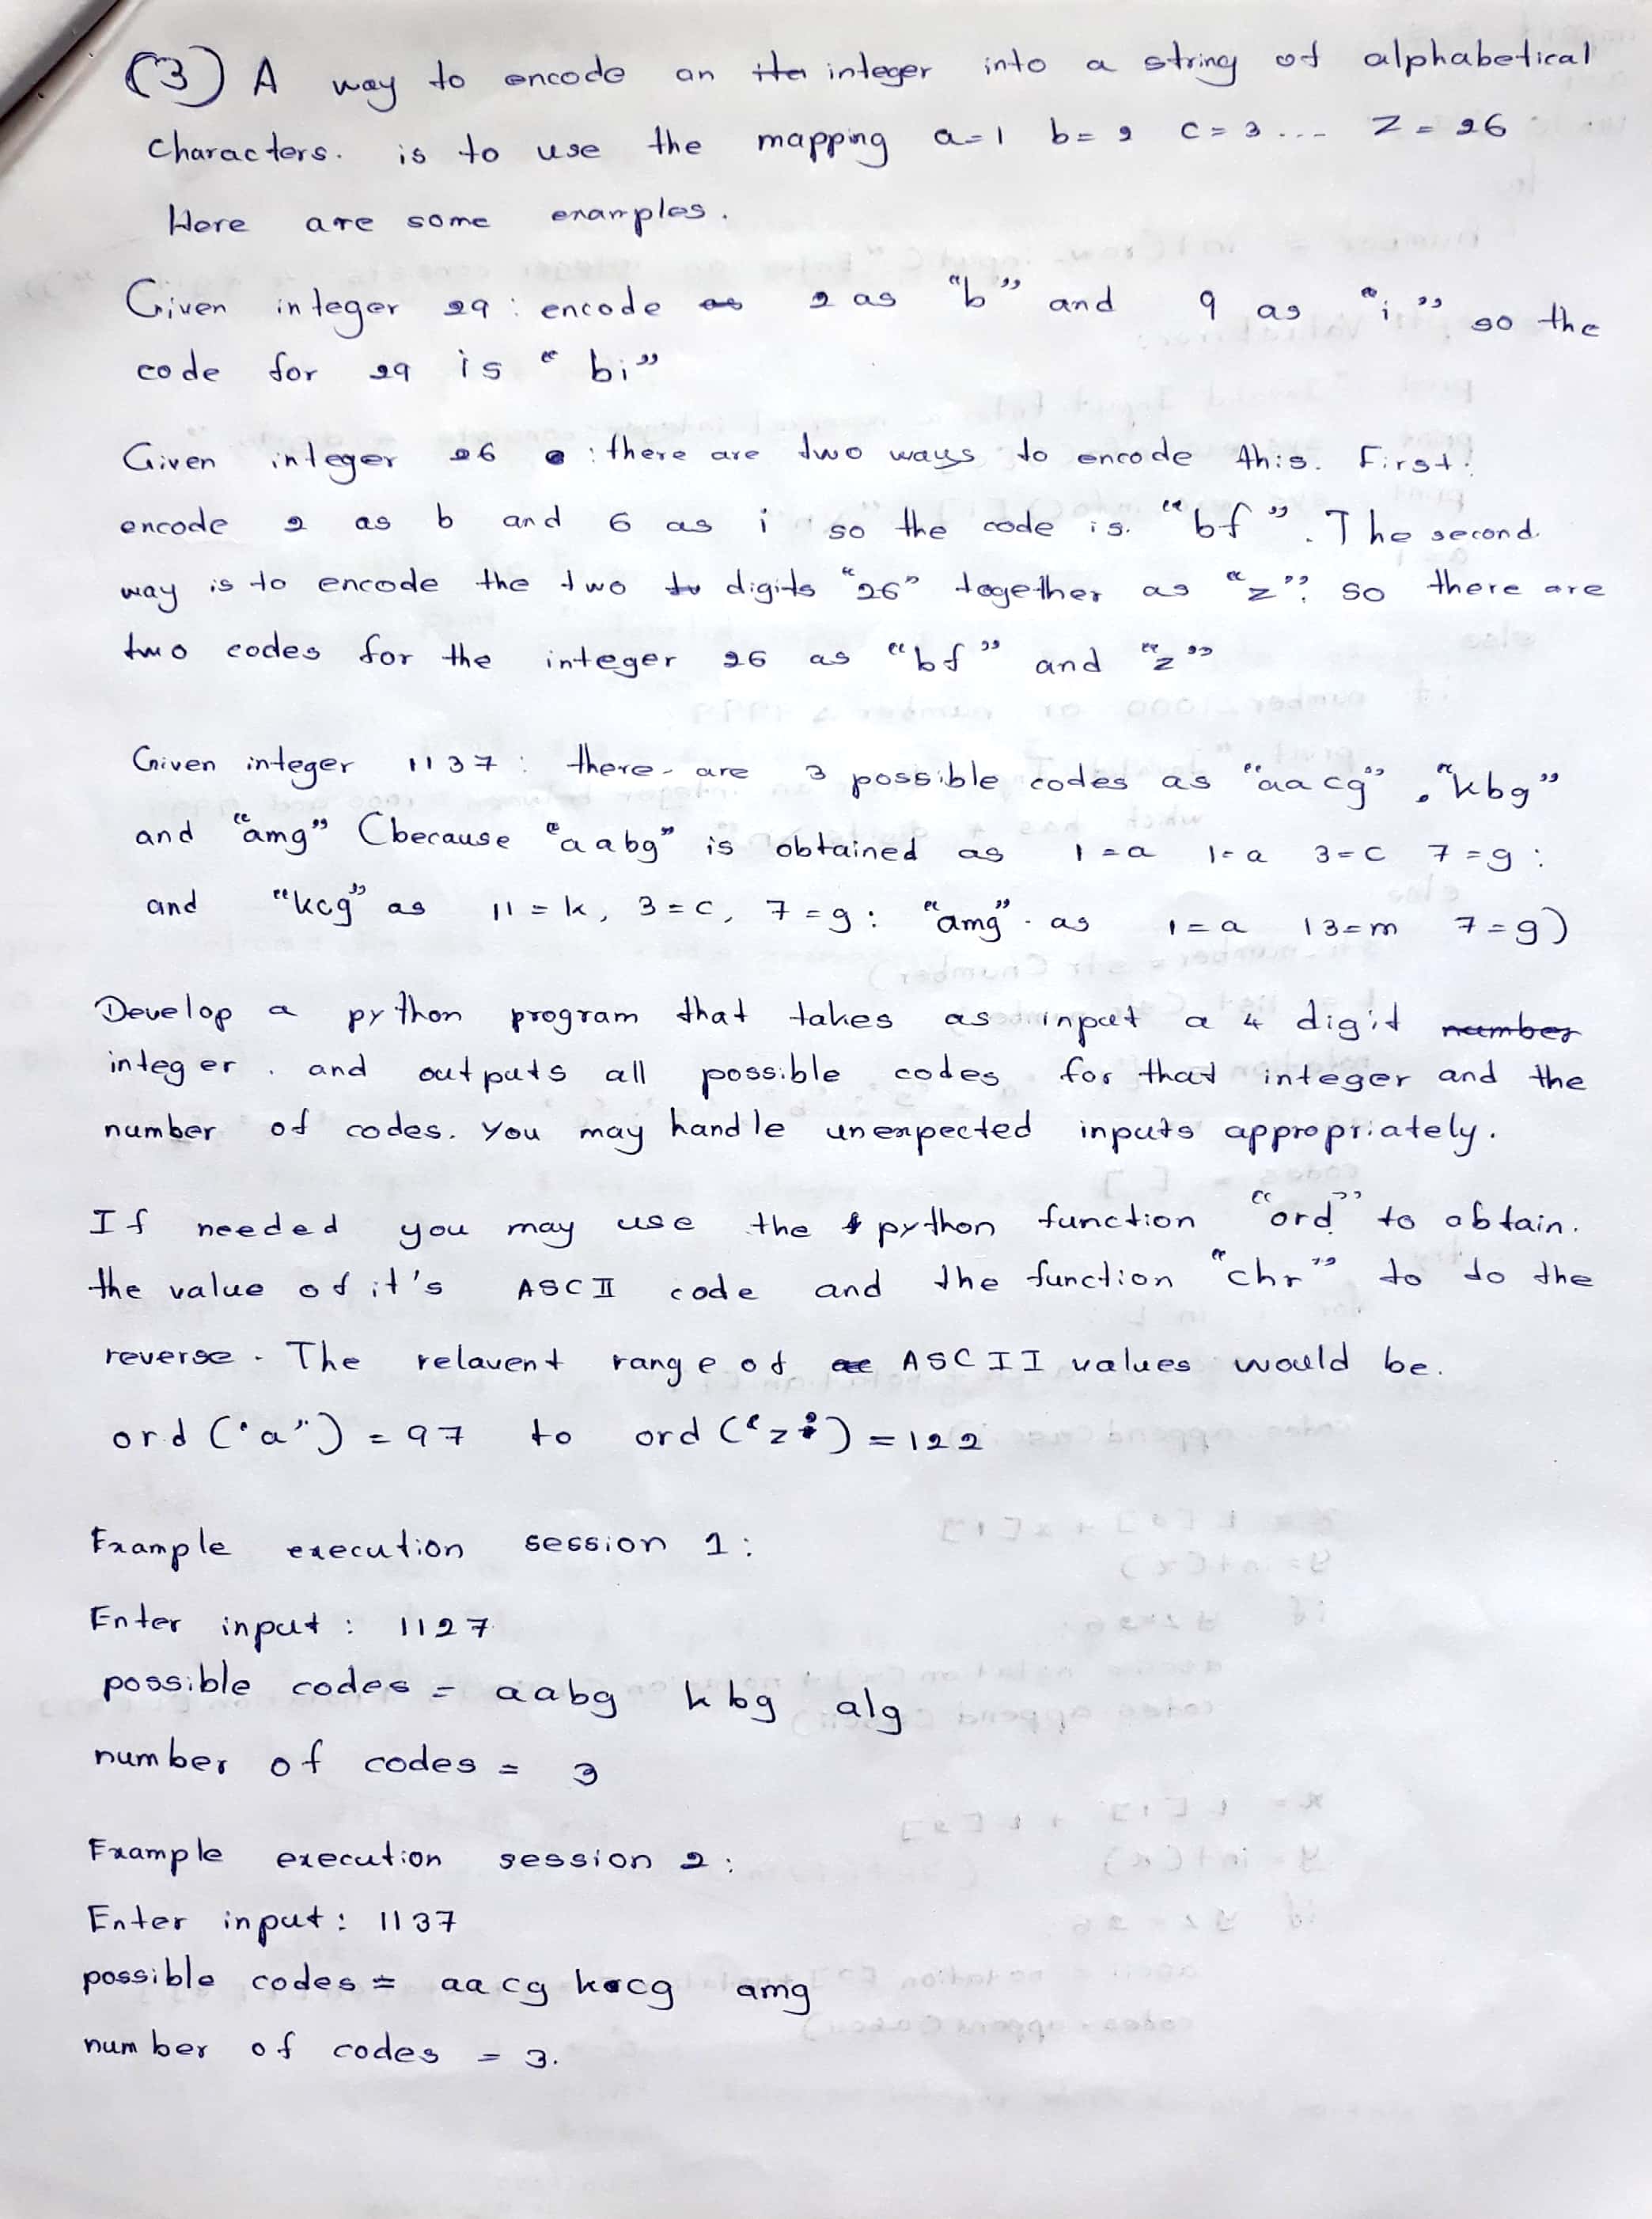 (3) A way to encode an integer into a string of alphabetical
characters. is to use the mapping a=1 b=2 c=3 ... z=26
Here are some examples.
Given integer 29 : encode as 2 as "b" and 9 as "i" so the
code for 29 is "bi"
Given integer 26 : there are two ways to encode this. First.
encode 2 as b and 6 as i so the code is. "bf". The second.
way is to encode the two digits "26" together as "z". so there are
two codes for the integer 26 as "bf" and "z"
Given integer 1137 : there are 3 possible codes as "aacg", "kbg"
and "amg" (because "aabg" is obtained as 1=a 1=a 3=c 7=g :
and "kcg" as 11=k, 3=c, 7=g : "amg" as 1=a 13=m 7=g)
Develop a python program that takes as input a 4 digit number
integer. and outputs all possible codes for that integer and the
number of codes. You may handle unexpected inputs appropriately.
If needed you may use the python function "ord" to obtain.
the value of it's ASCII code and the function "chr" to do the
reverse. The relavent range of ASCII values would be.
ord ('a') = 97 to ord ('z') = 122
Example execution session 1 :
Enter input : 1127
possible codes = aabg kbg alg
number of codes = 3
Example execution session 2 :
Enter input : 1137
possible codes = aacg kcg amg
number of codes = 3.